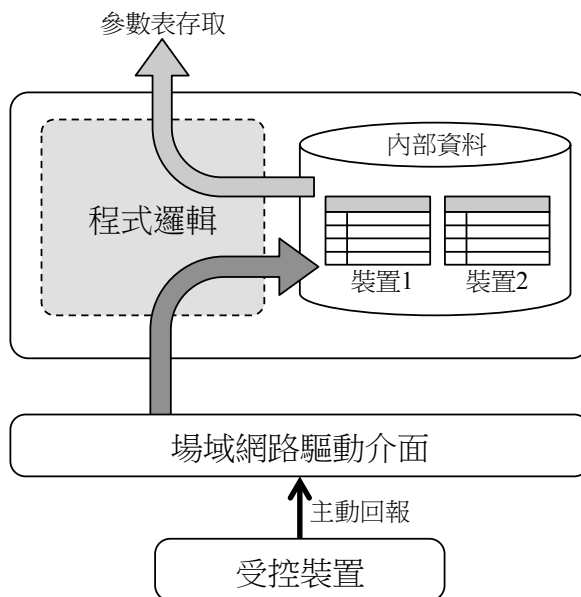 參數表存取
內部資料
程式邏輯
裝置1
裝置2
場域網路驅動介面
主動回報
受控裝置